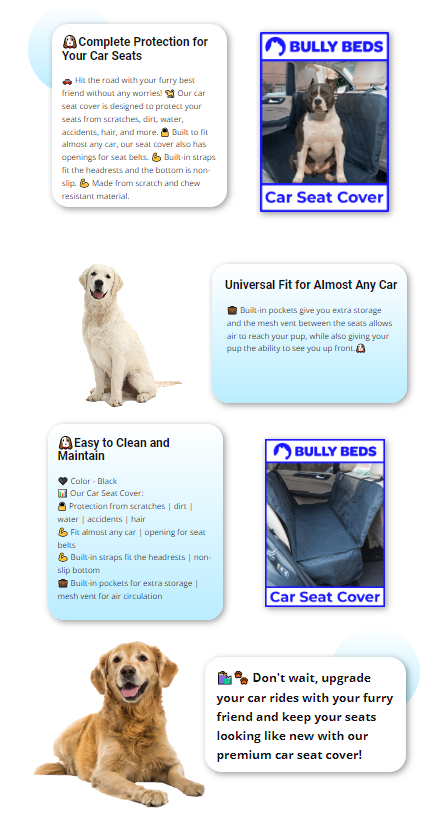 🐶Complete Protection for
Your Car Seats
🚗 Hit the road with your furry best
friend without any worries! 🐕 Our car
seat cover is designed to protect your
seats from scratches, dirt, water,
accidents, hair, and more. 🔒 Built to fit
almost any car, our seat cover also has
openings for seat belts. 💪 Built-in straps
fit the headrests and the bottom is non-
slip. 💪 Made from scratch and chew
resistant material.
BULLY BEDS
Car Seat Cover
Universal Fit for Almost Any Car
💼 Built-in pockets give you extra storage
and the mesh vent between the seats allows
air to reach your pup, while also giving your
pup the ability to see you up front.🐶
🐶Easy to Clean and
Maintain
🖤 Color - Black
📊 Our Car Seat Cover:
🔒 Protection from scratches | dirt |
water | accidents | hair
💪 Fit almost any car | opening for seat
belts
💪 Built-in straps fit the headrests | non-
slip bottom
💼 Built-in pockets for extra storage |
mesh vent for air circulation
BULLY BEDS
Car Seat Cover
🛍️🐾 Don't wait, upgrade
your car rides with your furry
friend and keep your seats
looking like new with our
premium car seat cover!